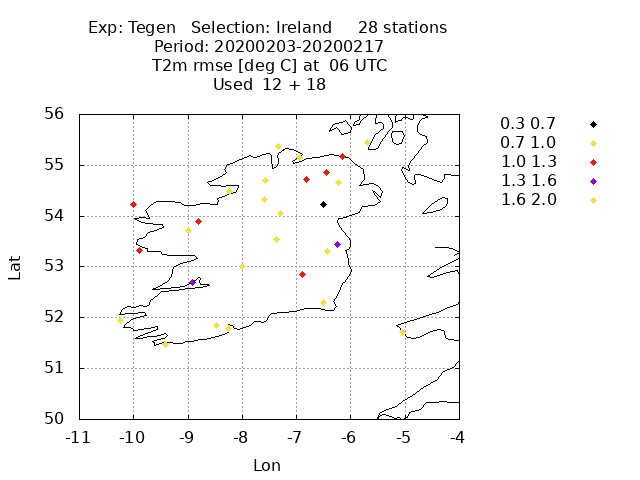 Exp: Tegen   Selection: Ireland     28 stations
Period: 20200203-20200217
T2m rmse [deg C] at  06 UTC
Used  12 + 18
0.3 0.7
0.7 1.0
1.0 1.3
1.3 1.6
1.6 2.0
56
55
54
53
52
51
50
Lat
-11 -10 -9 -8 -7 -6 -5 -4
Lon